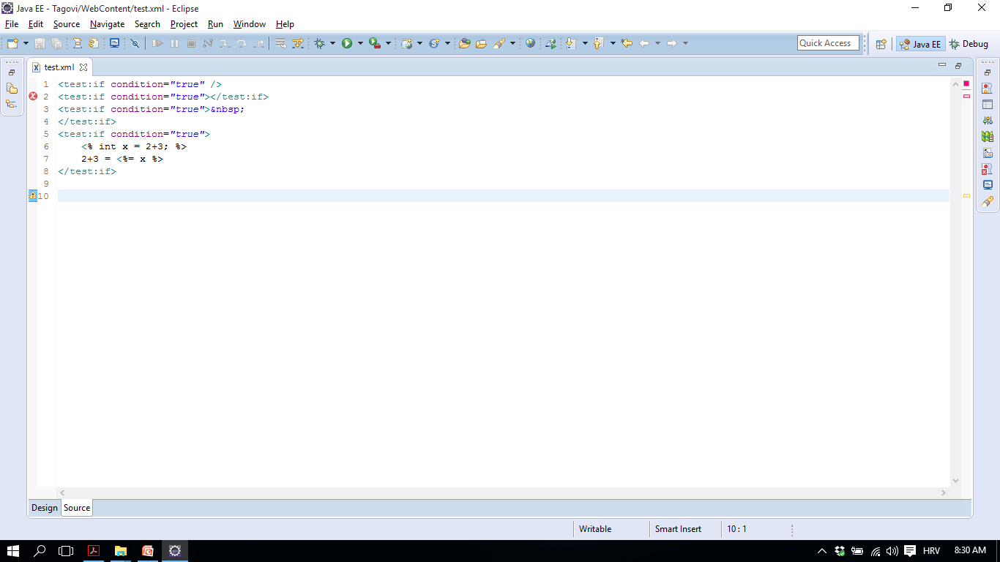 Java EE - Tagovi/WebContent/test.xml - Eclipse
File Edit Source Navigate Search Project Run Window Help
Quick Access Java EE Debug
test.xml
1 <test:if condition="true" />
2 <test:if condition="true"></test:if>
3 <test:if condition="true">&nbsp;
4 </test:if>
5 <test:if condition="true">
6 <% int x = 2+3; %>
7 2+3 = <%= x %>
8 </test:if>
9
10
Design Source
Writable Smart Insert 10 : 1
HRV 8:30 AM